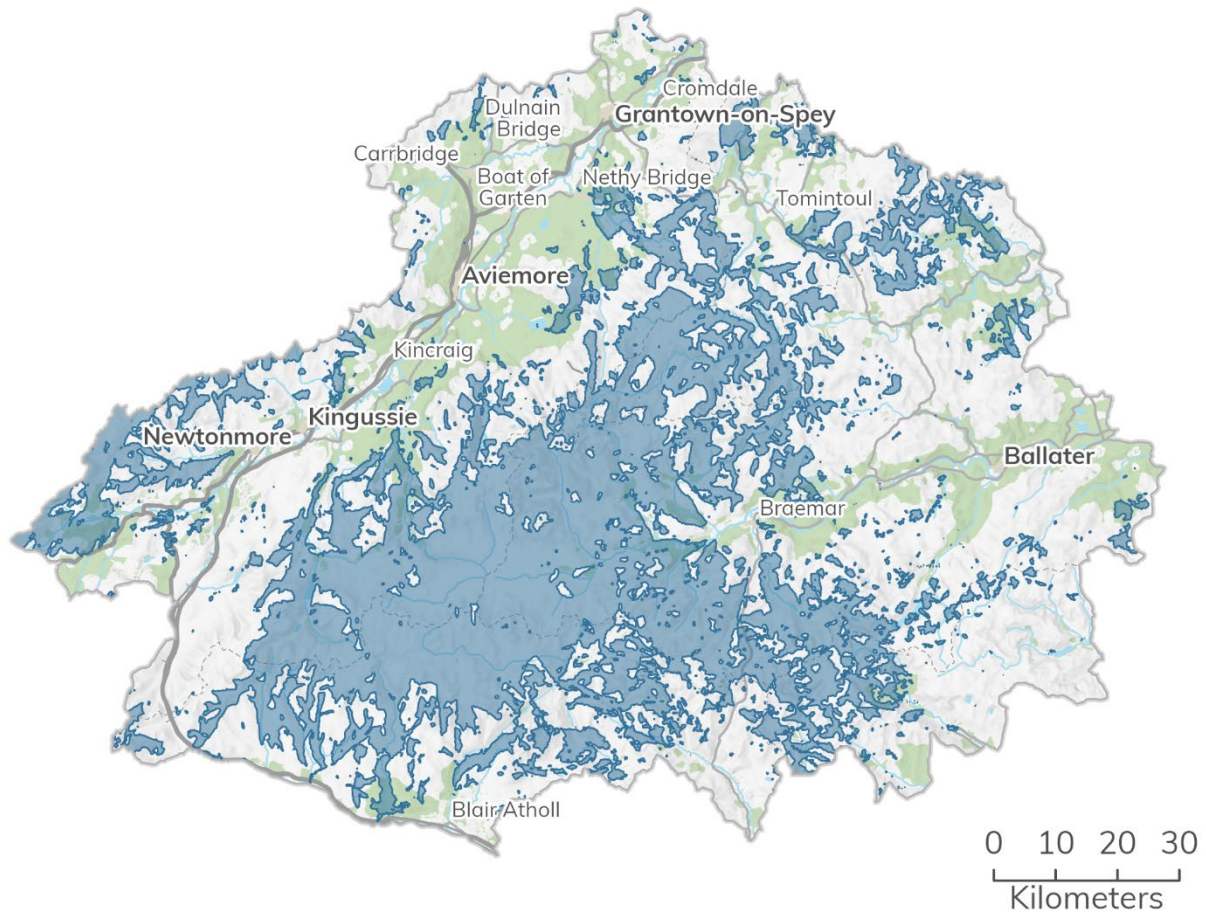 Cromdale
Dulnain
Bridge
Grantown-on-Spey
Carrbridge
Boat of
Garten
Nethy Bridge
Tomintoul
Aviemore
Kincraig
Kingussie
Newtonmore
Ballater
Braemar
Blair Atholl
0 10 20 30
Kilometers